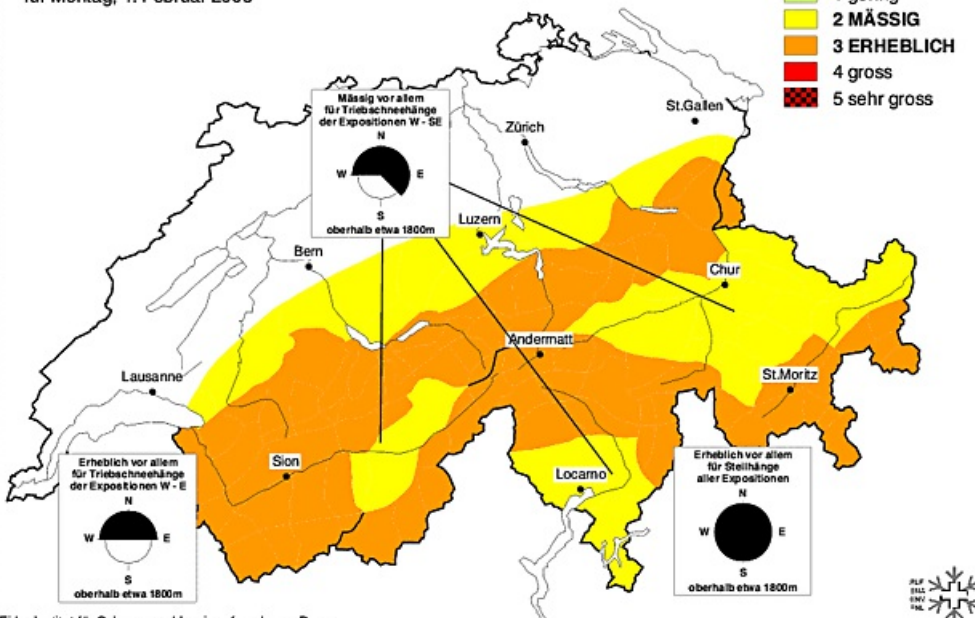 2 MÄSSIG
3 ERHEBLICH
4 gross
5 sehr gross
St.Gallen
Zürich
Mässig vor allem
für Triebschneehänge
der Expositionen W - SE
N
W E
S
oberhalb etwa 1800m
Luzern
Bern
Chur
Andermatt
St.Moritz
Lausanne
Sion
Locarno
Erheblich vor allem
für Triebschneehänge
der Expositionen W - E
N
W E
S
oberhalb etwa 1800m
Erheblich vor allem
für Steilhänge
aller Expositionen
N
W E
S
oberhalb etwa 1800m
SLF